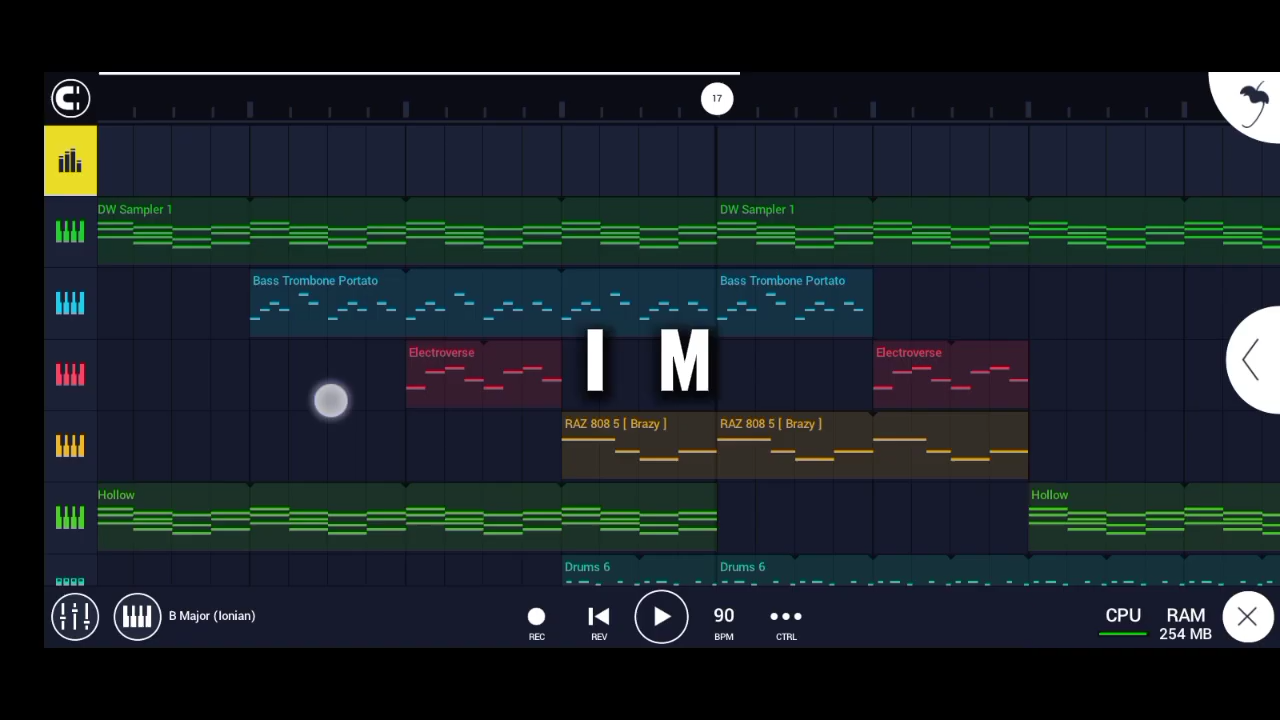 17
DW Sampler 1 DW Sampler 1
Bass Trombone Portato Bass Trombone Portato
I M
Electroverse Electroverse
RAZ 808 5 [ Brazy ] RAZ 808 5 [ Brazy ]
Hollow Hollow
Drums 6 Drums 6
B Major (Ionian)
REC
REV
90
BPM
CTRL
CPU
RAM
254 MB